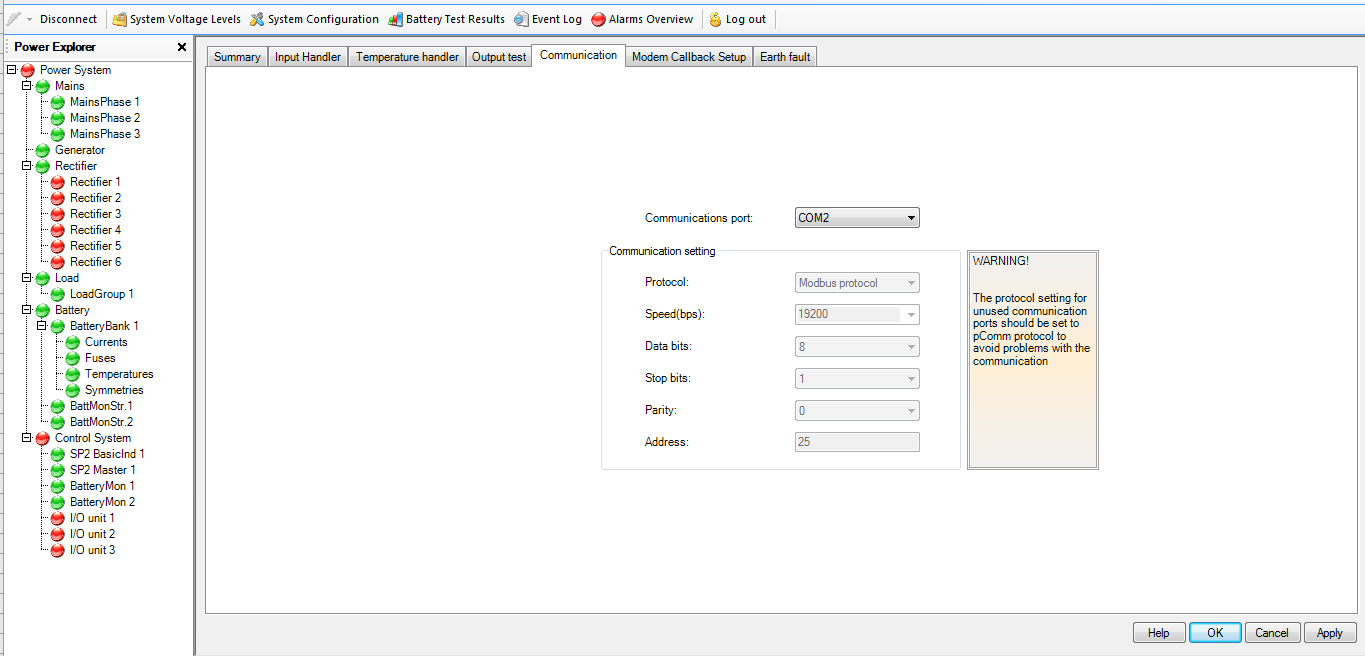 Disconnect System Voltage Levels System Configuration Battery Test Results Event Log Alarms Overview Log out
Power Explorer
Power System
Mains
MainsPhase 1
MainsPhase 2
MainsPhase 3
Generator
Rectifier
Rectifier 1
Rectifier 2
Rectifier 3
Rectifier 4
Rectifier 5
Rectifier 6
Load
LoadGroup 1
Battery
BatteryBank 1
Currents
Fuses
Temperatures
Symmetries
BattMonStr.1
BattMonStr.2
Control System
SP2 BasicInd 1
SP2 Master 1
BatteryMon 1
BatteryMon 2
I/O unit 1
I/O unit 2
I/O unit 3
Summary Input Handler Temperature handler Output test Communication Modem Callback Setup Earth fault
Communications port: COM2
Communication setting
Protocol: Modbus protocol
Speed(bps): 19200
Data bits: 8
Stop bits: 1
Parity: 0
Address: 25
WARNING!
The protocol setting for
unused communication
ports should be set to
pComm protocol to
avoid problems with the
communication
Help OK Cancel Apply